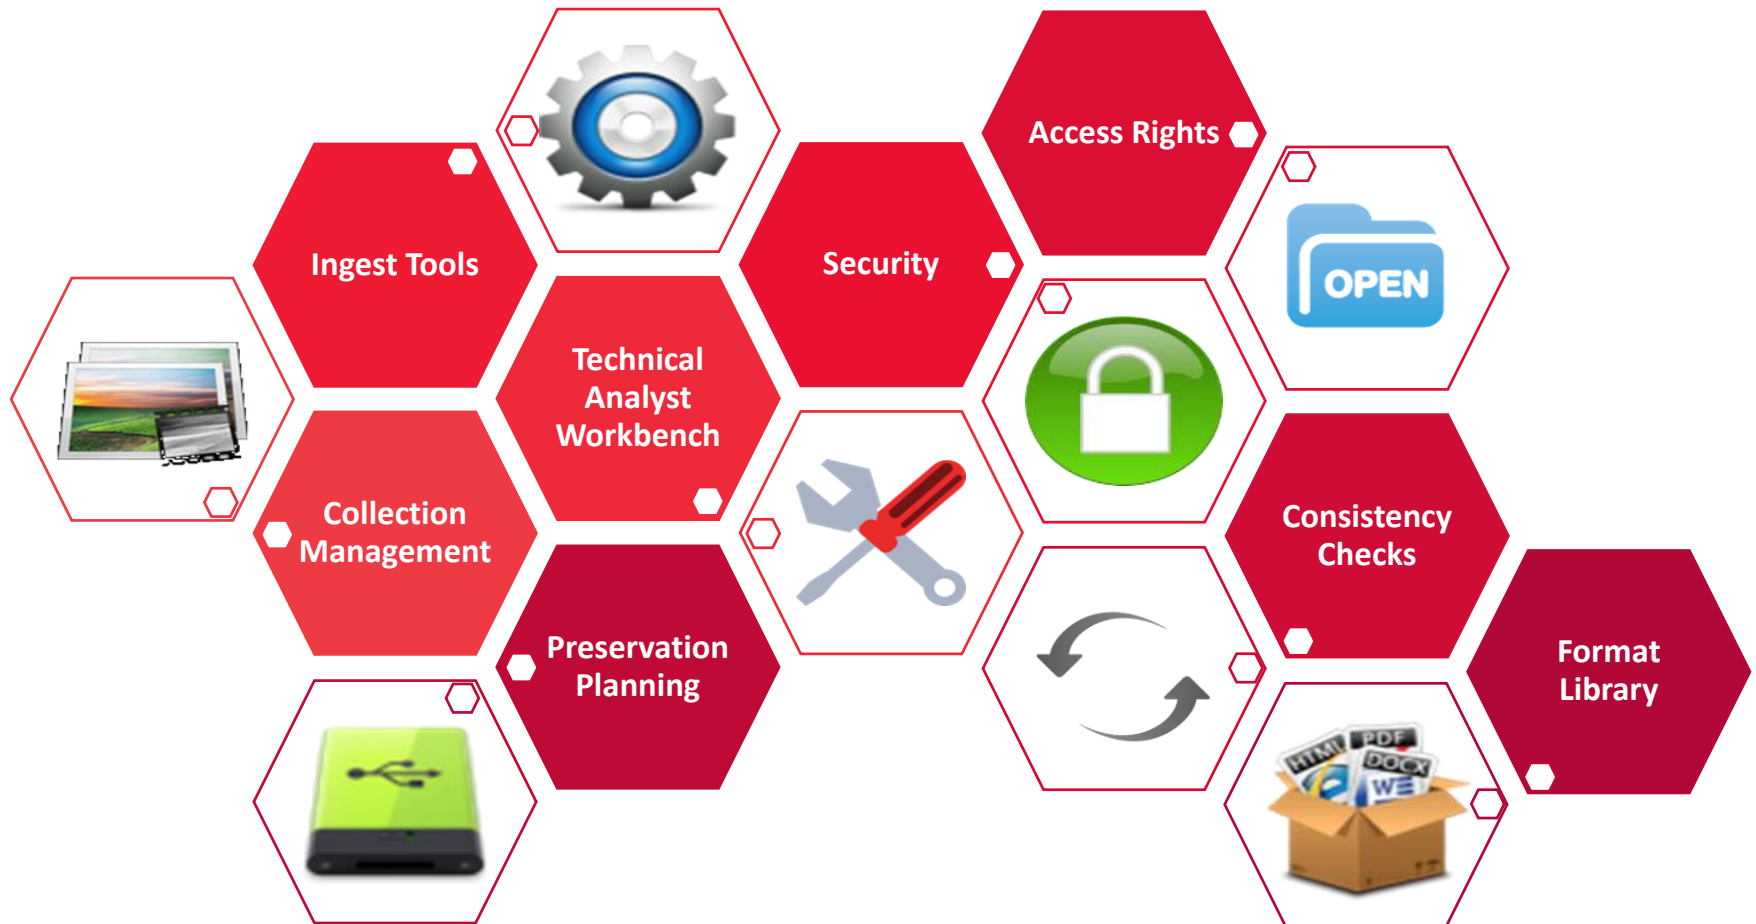 Access Rights
Ingest Tools
Security
OPEN
Technical
Analyst
Workbench
Collection
Management
Consistency
Checks
Preservation
Planning
Format
Library
HTML
PDF
DOCX
W